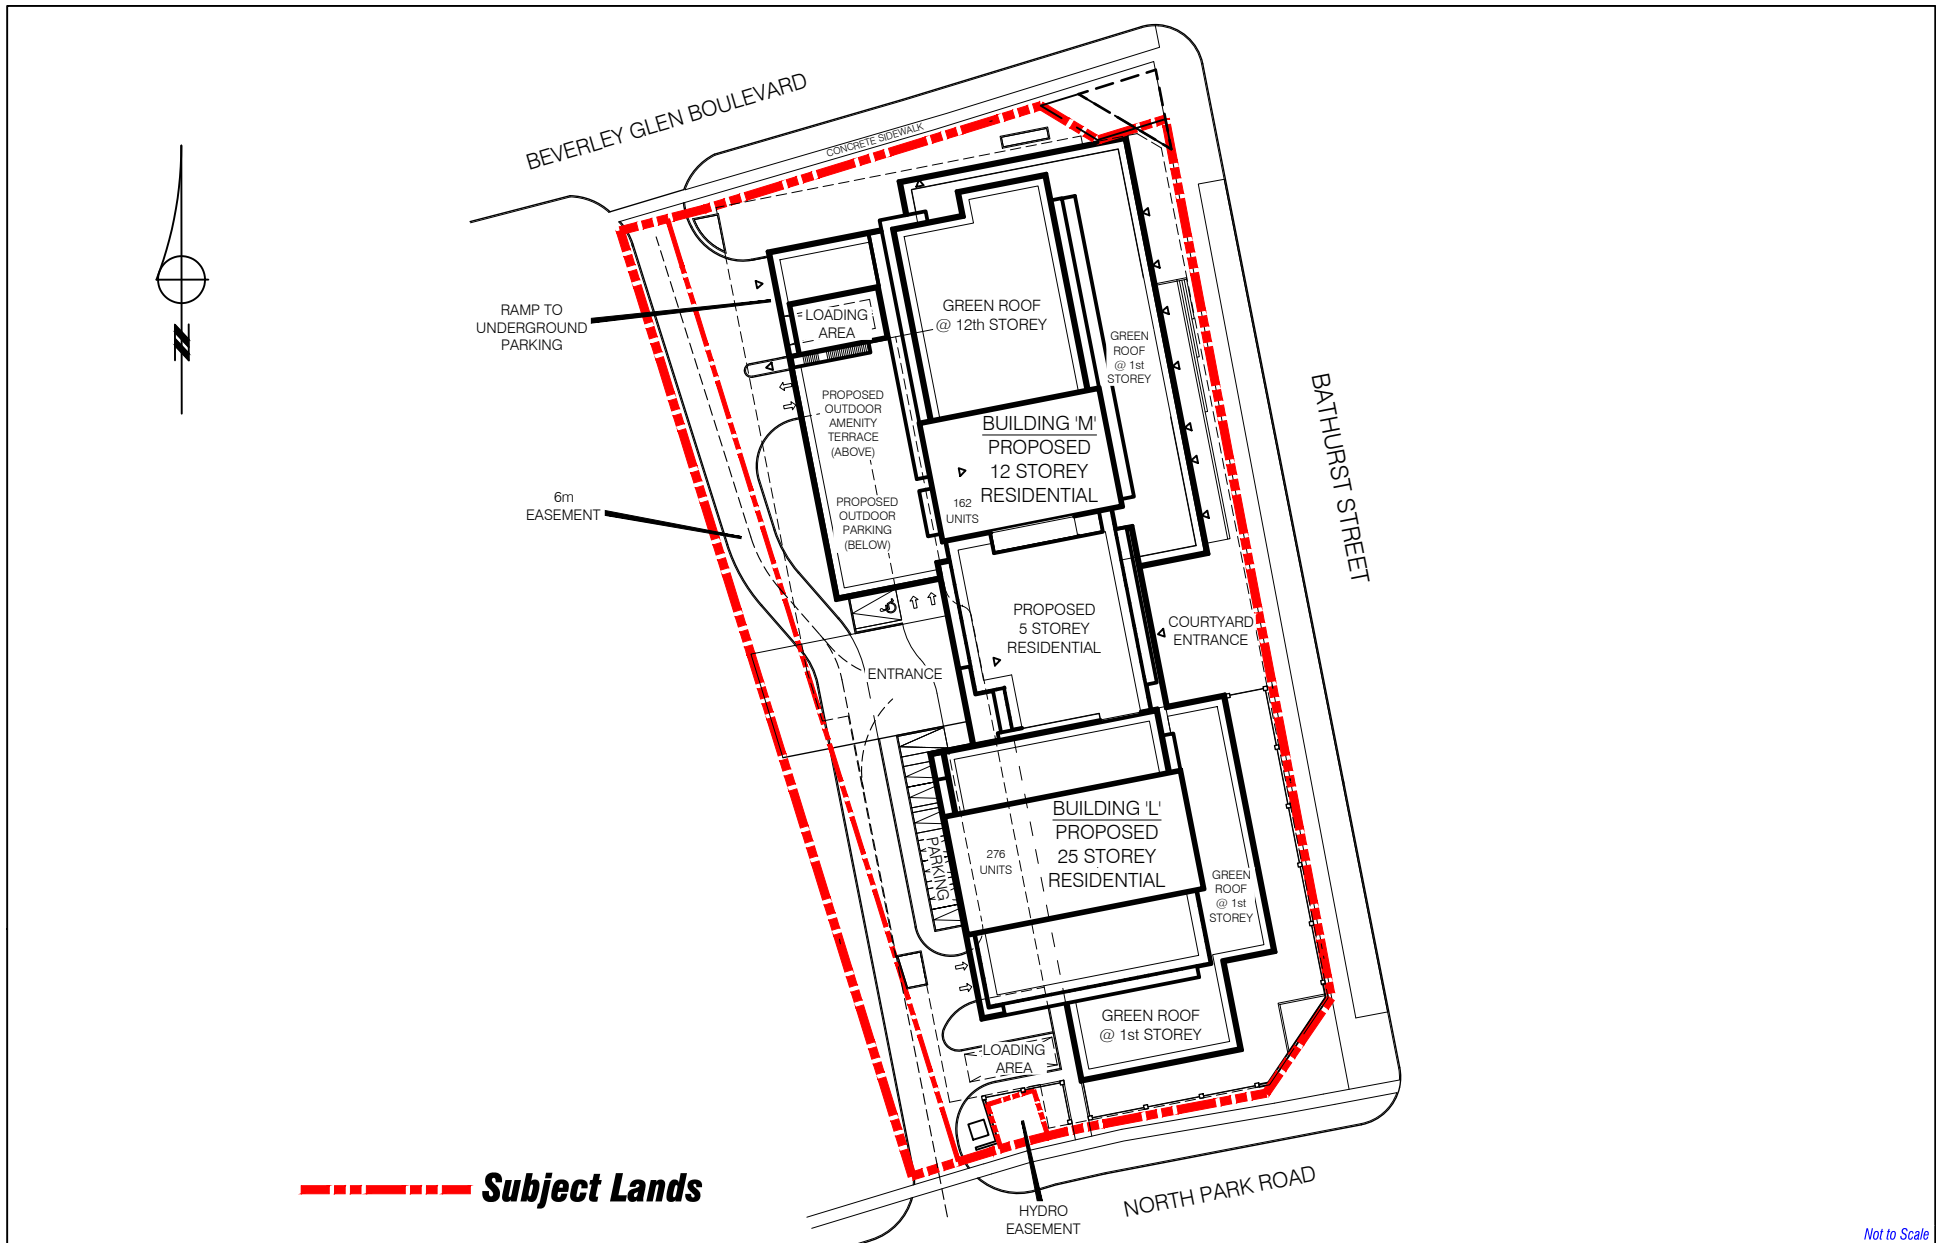 BEVERLEY GLEN BOULEVARD
CONCRETE SIDEWALK
RAMP TO
UNDERGROUND
PARKING
LOADING
AREA
GREEN ROOF
@ 12th STOREY
GREEN
ROOF
@ 1st
STOREY
BATHURST STREET
PROPOSED
OUTDOOR
AMENITY
TERRACE
(ABOVE)
BUILDING 'M'
PROPOSED
12 STOREY
RESIDENTIAL
162
UNITS
6m
EASEMENT
PROPOSED
OUTDOOR
PARKING
(BELOW)
PROPOSED
5 STOREY
RESIDENTIAL
COURTYARD
ENTRANCE
ENTRANCE
PARKING
BUILDING 'L'
PROPOSED
25 STOREY
RESIDENTIAL
276
UNITS
GREEN
ROOF
@ 1st
STOREY
GREEN ROOF
@ 1st STOREY
LOADING
AREA
HYDRO
EASEMENT
NORTH PARK ROAD
Subject Lands
N
Not to Scale